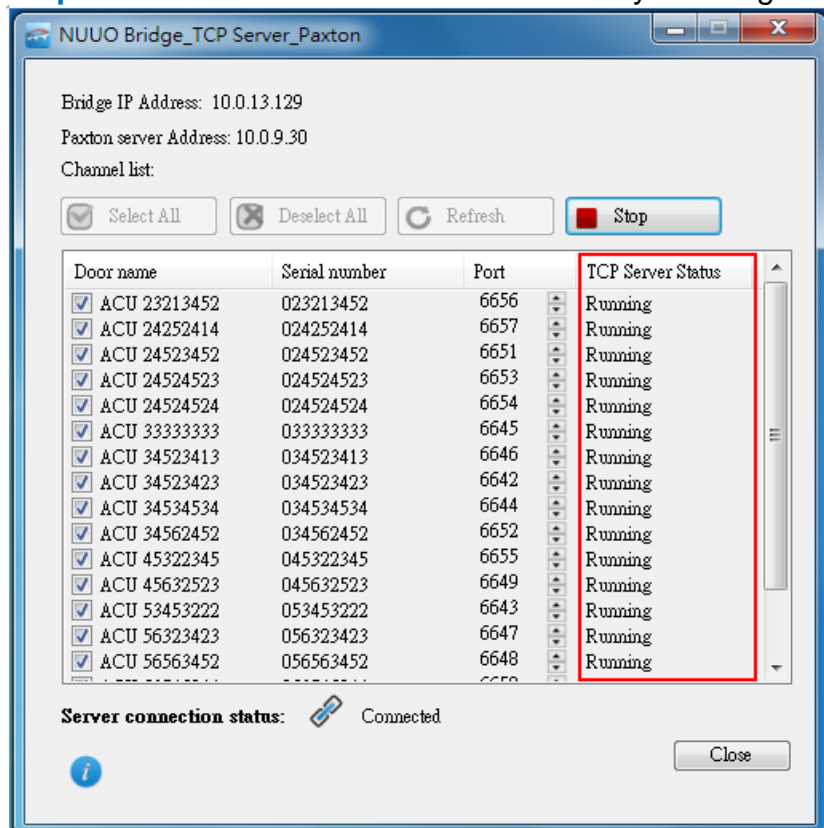 NUUO Bridge_TCP Server_Paxton
Bridge IP Address: 10.0.13.129
Paxton server Address: 10.0.9.30
Channel list:
Select All Deselect All Refresh Stop
Door name Serial number Port TCP Server Status
ACU 23213452 023213452 6656 Running
ACU 24252414 024252414 6657 Running
ACU 24523452 024523452 6651 Running
ACU 24524523 024524523 6653 Running
ACU 24524524 024524524 6654 Running
ACU 33333333 033333333 6645 Running
ACU 34523413 034523413 6646 Running
ACU 34523423 034523423 6642 Running
ACU 34534534 034534534 6644 Running
ACU 34562452 034562452 6652 Running
ACU 45322345 045322345 6655 Running
ACU 45632523 045632523 6649 Running
ACU 53453222 053453222 6643 Running
ACU 56323423 056323423 6647 Running
ACU 56563452 056563452 6648 Running
Server connection status: Connected
Close